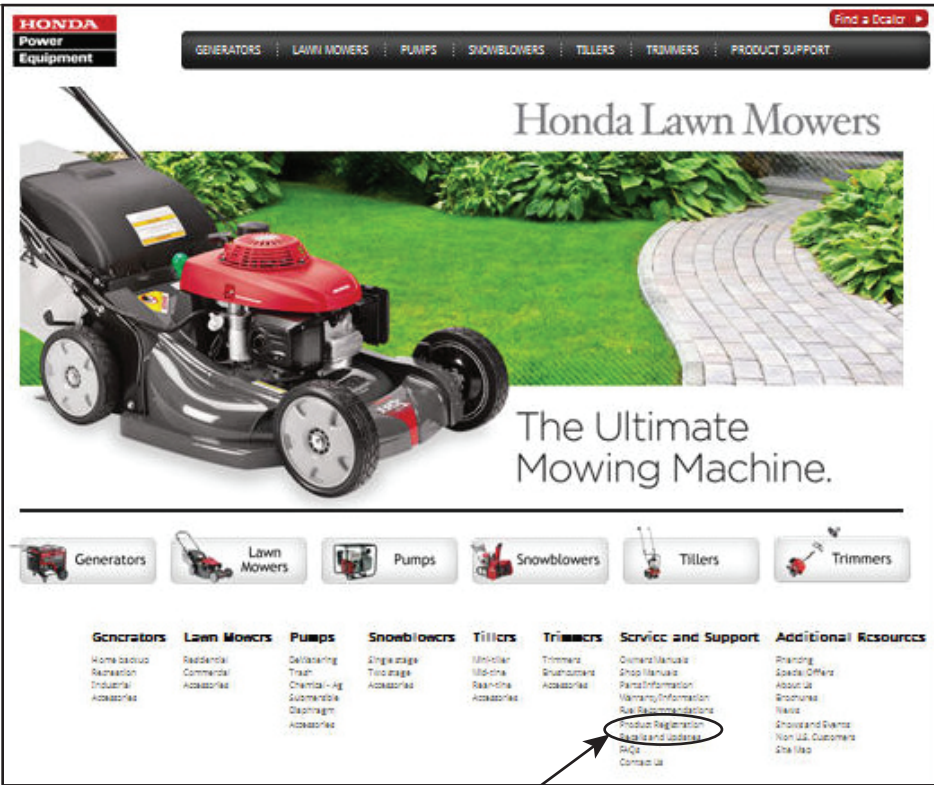 HONDA
Power
Equipment
Find a Dealer
GENERATORS LAWN MOWERS PUMPS SNOWBLOWERS TILLERS TRIMMERS PRODUCT SUPPORT
Honda Lawn Mowers
The Ultimate
Mowing Machine.
Generators
Lawn
Mowers
Pumps
Snowblowers
Tillers
Trimmers
Generators
Home backup
Recreation
Industrial
Accessories
Lawn Mowers
Residential
Commercial
Accessories
Pumps
DeWatering
Trash
Chemical - Ag
Submersible
Diaphragm
Accessories
Snowblowers
Single stage
Two stage
Accessories
Tillers
Mini-tiller
Mid-tine
Rear-tine
Accessories
Trimmers
Trimmers
Brushcutters
Accessories
Service and Support
Owners Manuals
Shop Manuals
Parts Information
Warranty Information
Fuel Recommendations
Product Registration
Recalls and Updates
FAQs
Contact Us
Additional Resources
Financing
Special Offers
About Us
Brochures
News
Shows and Events
Non U.S. Customers
Site Map